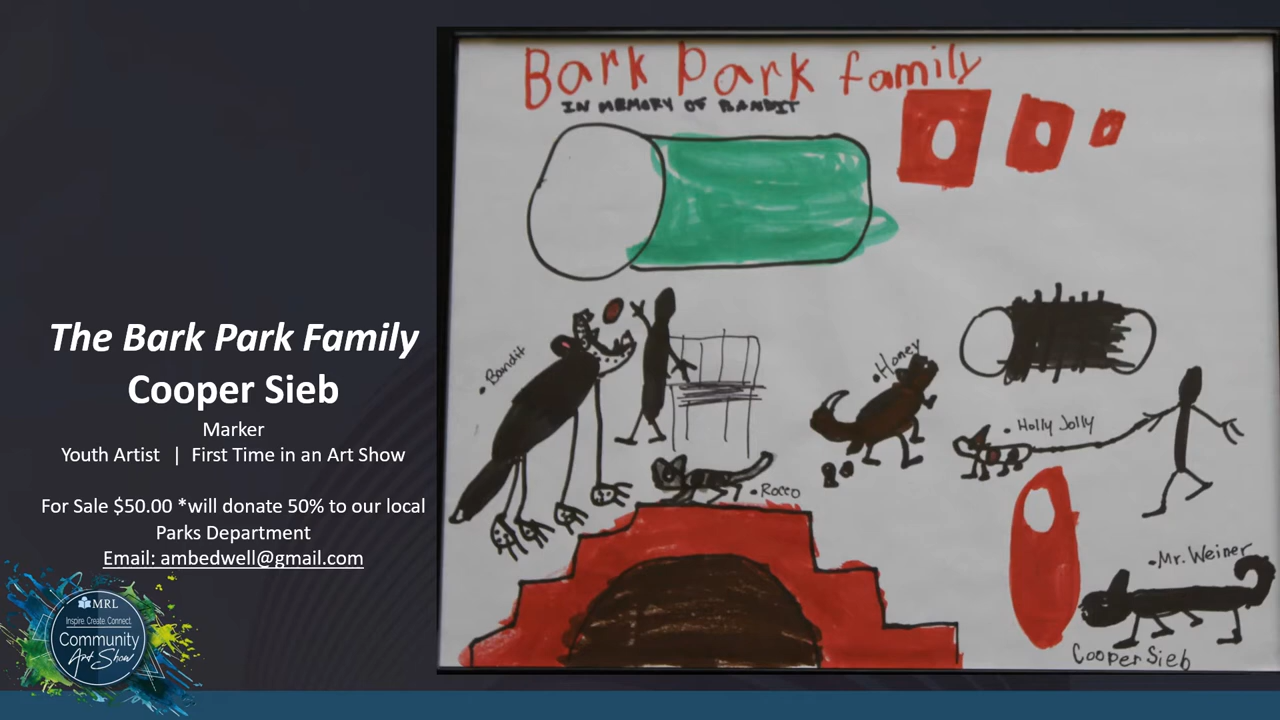 The Bark Park Family
Cooper Sieb
Marker
Youth Artist | First Time in an Art Show
For Sale $50.00 *will donate 50% to our local
Parks Department
Email: ambedwell@gmail.com
MRL
Inspire. Create. Connect.
Community
Art Show
Bark Park family
IN MEMORY OF BANDIT
•Bandit
•Honey
•Holly Jolly
•Rocco
•Mr. Weiner
Cooper Sieb